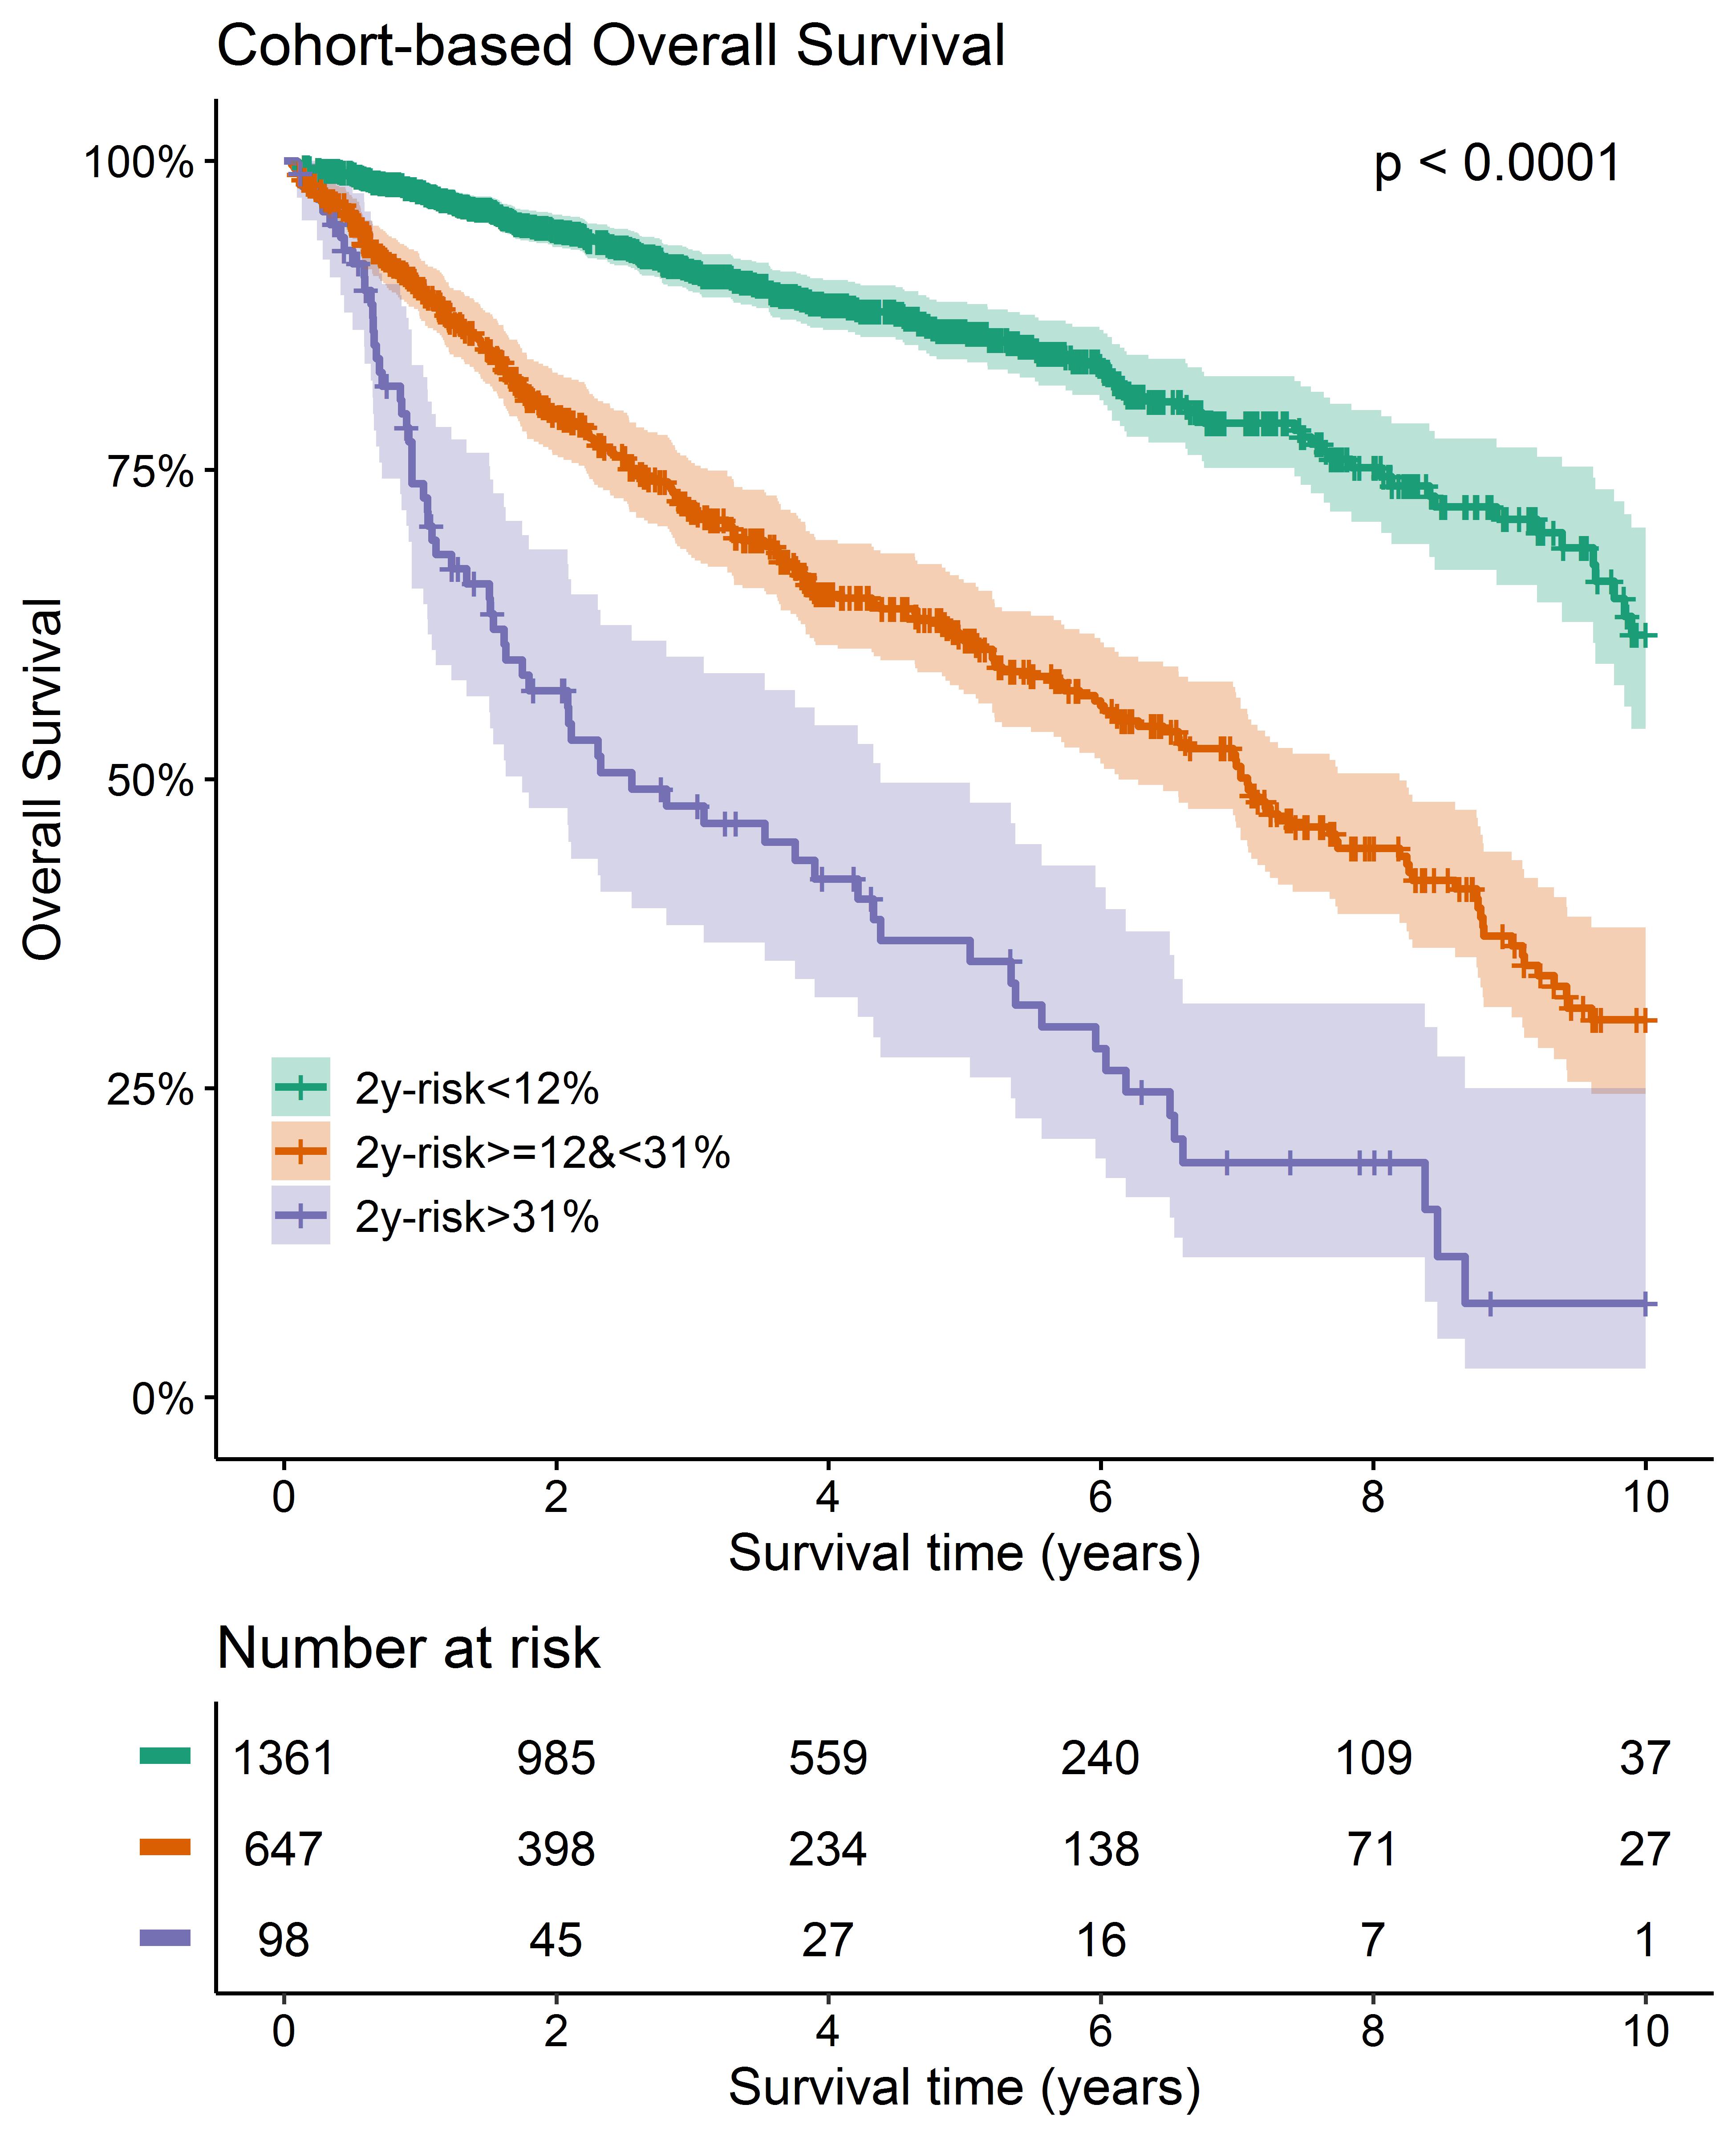 Cohort-based Overall Survival
p < 0.0001
100%
75%
50%
25%
0%
Overall Survival
2y-risk<12%
2y-risk>=12&<31%
2y-risk>31%
0 2 4 6 8 10
Survival time (years)
Number at risk
1361 985 559 240 109 37
647 398 234 138 71 27
98 45 27 16 7 1
0 2 4 6 8 10
Survival time (years)